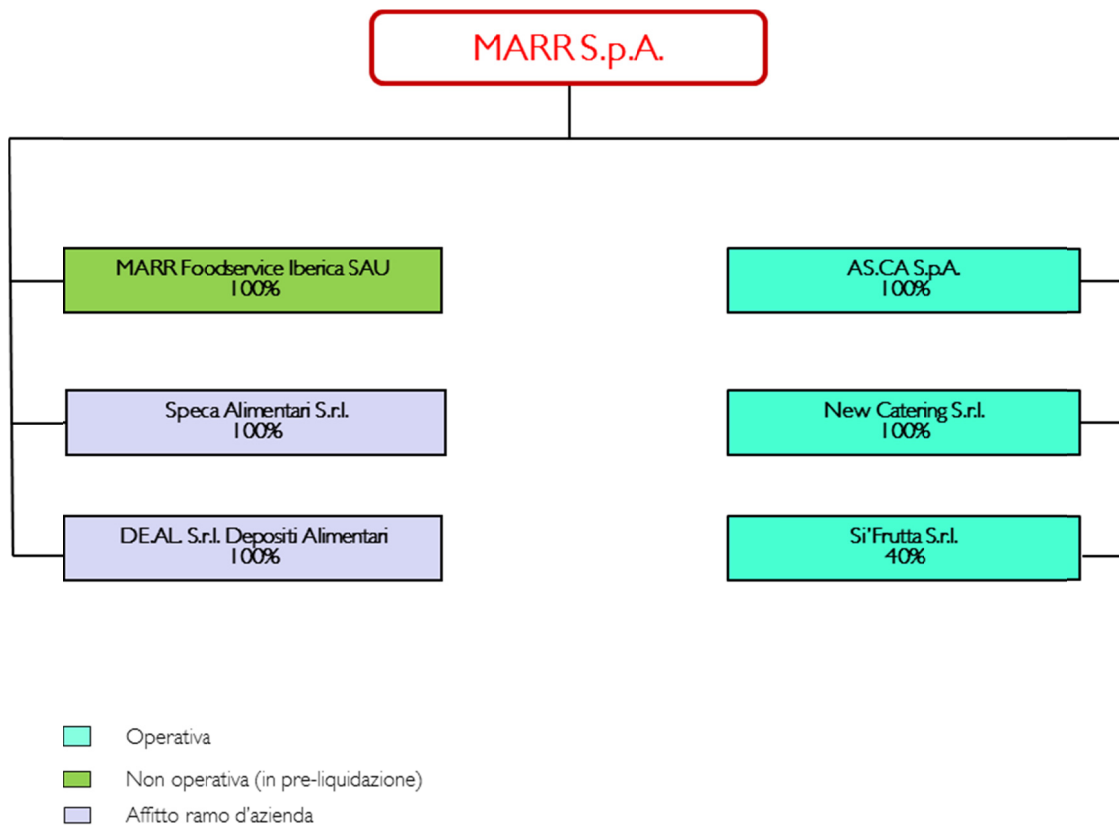 MARR S.p.A.
MARR Foodservice Iberica SAU
100%
AS.CA S.p.A.
100%
Speca Alimentari S.r.l.
100%
New Catering S.r.l.
100%
DE.AL. S.r.l. Depositi Alimentari
100%
Si'Frutta S.r.l.
40%
Operativa
Non operativa (in pre-liquidazione)
Affitto ramo d'azienda